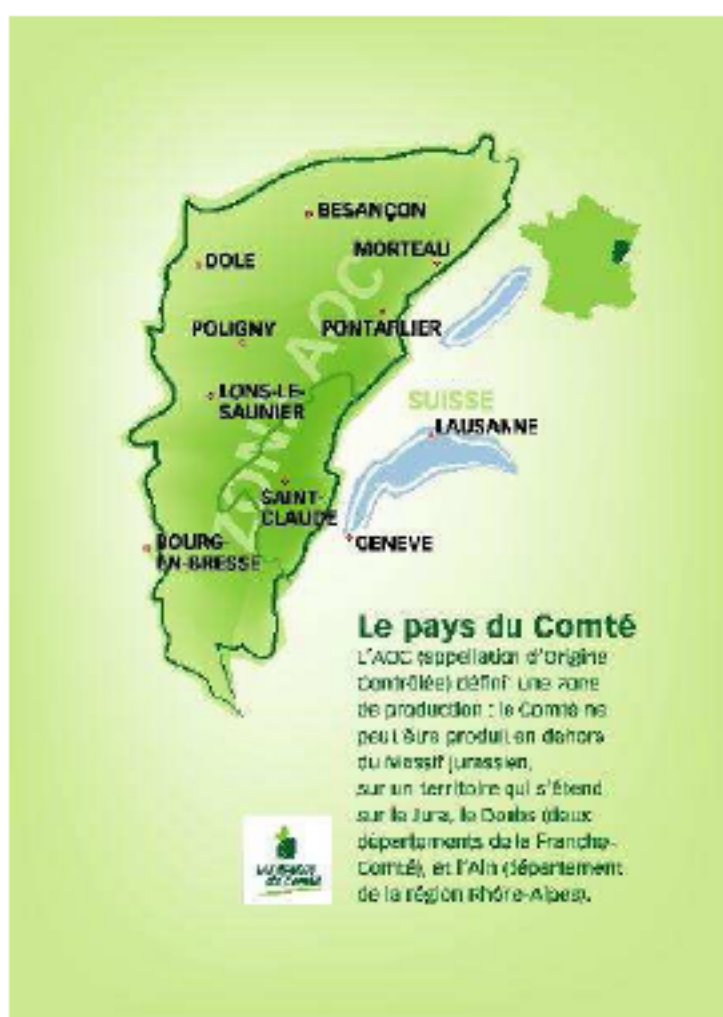 BESANÇON
MORTEAU
DOLE
POLIGNY
PONTARLIER
ZONE AOC
LONS-LE-
SAUNIER
SUISSE
LAUSANNE
SAINT-
CLAUDE
BOURG-
EN-BRESSE
GENEVE
Le pays du Comté
L'AOC (appellation d'Origine
Contrôlée) définit une zone
de production : le Comté ne
peut être produit en dehors
du Massif jurassien,
sur un territoire qui s'étend
sur le Jura, le Doubs (deux
départements de la Franche-
Comté), et l'Ain (département
de la région Rhône-Alpes).
du Comté